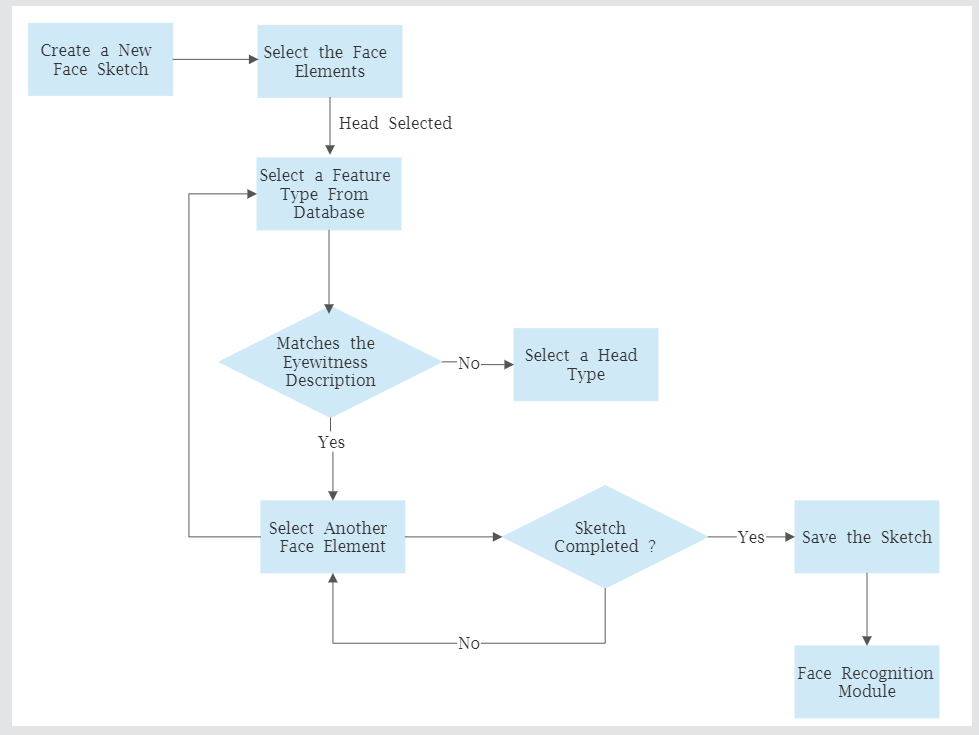 Create a New
Face Sketch
Select the Face
Elements
Head Selected
Select a Feature
Type From
Database
Matches the
Eyewitness
Description
No
Select a Head
Type
Yes
Select Another
Face Element
Sketch
Completed ?
Yes
Save the Sketch
No
Face Recognition
Module